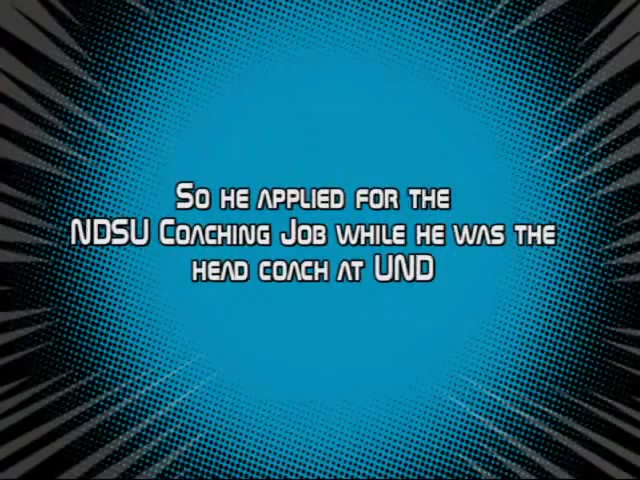 So he applied for the
NDSU Coaching Job while he was the
head coach at UND